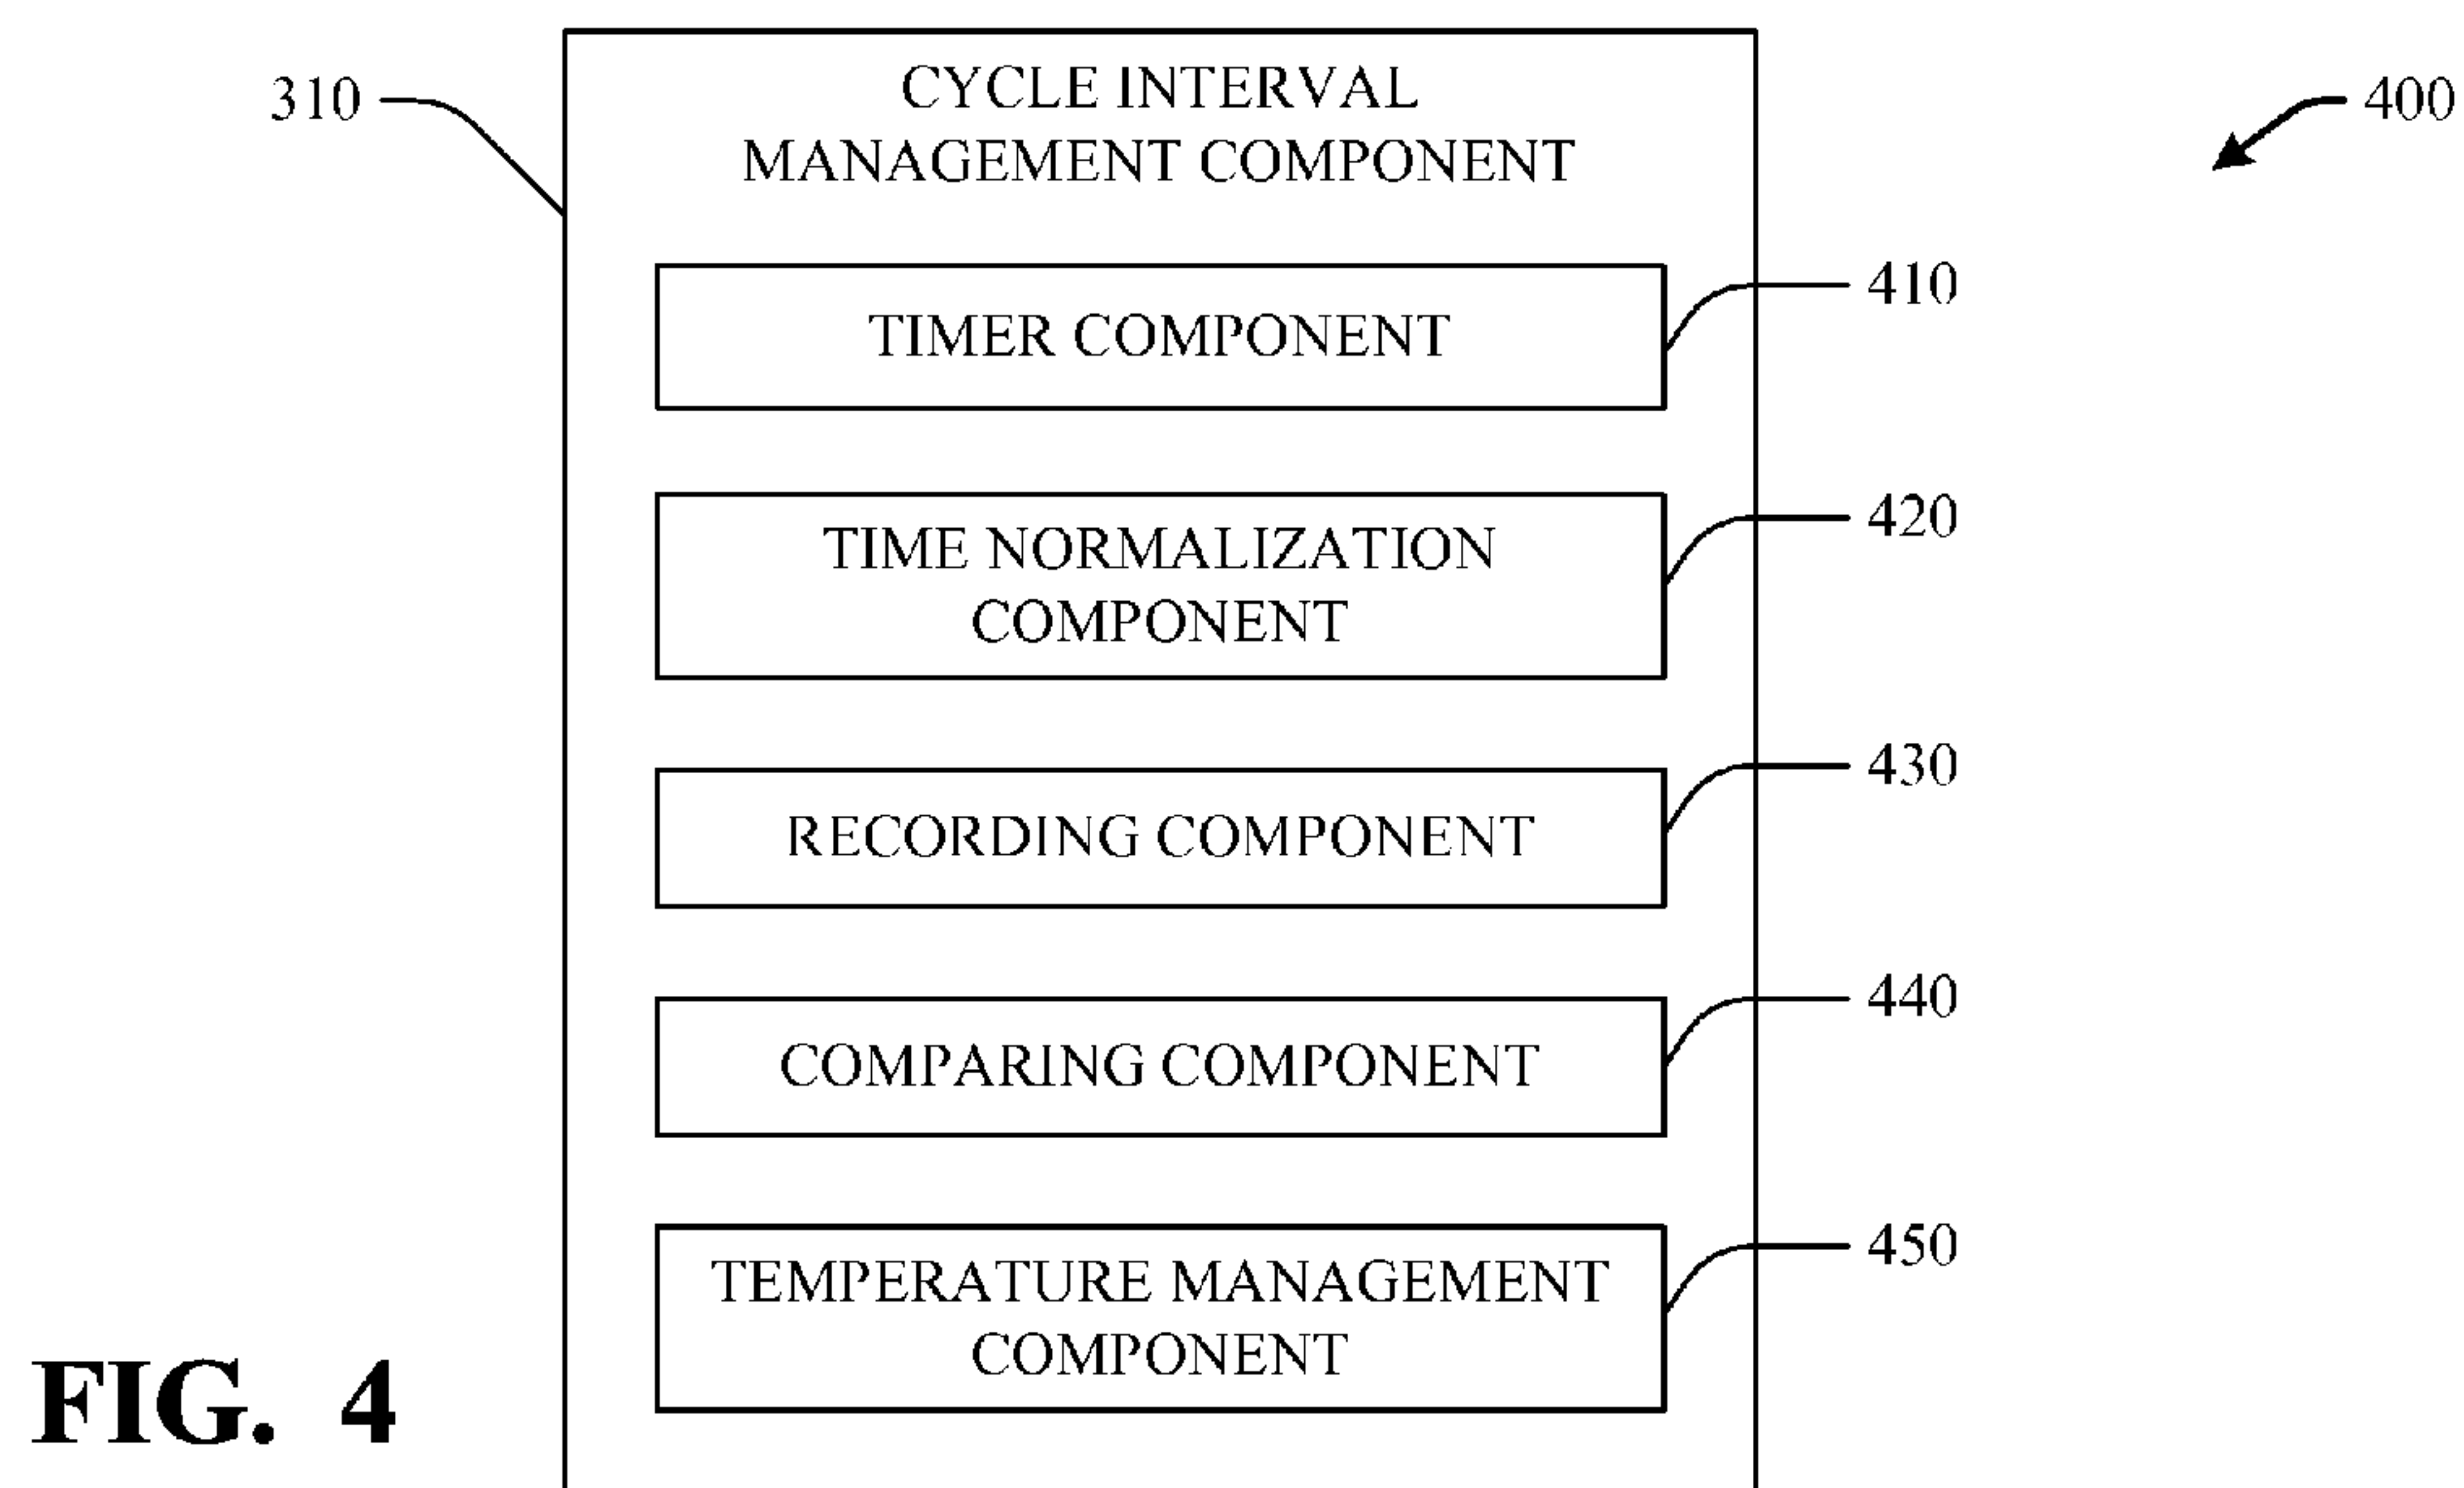 CYCLE INTERVAL
MANAGEMENT COMPONENT
310
400
TIMER COMPONENT
410
TIME NORMALIZATION
COMPONENT
420
RECORDING COMPONENT
430
COMPARING COMPONENT
440
TEMPERATURE MANAGEMENT
COMPONENT
450
FIG. 4